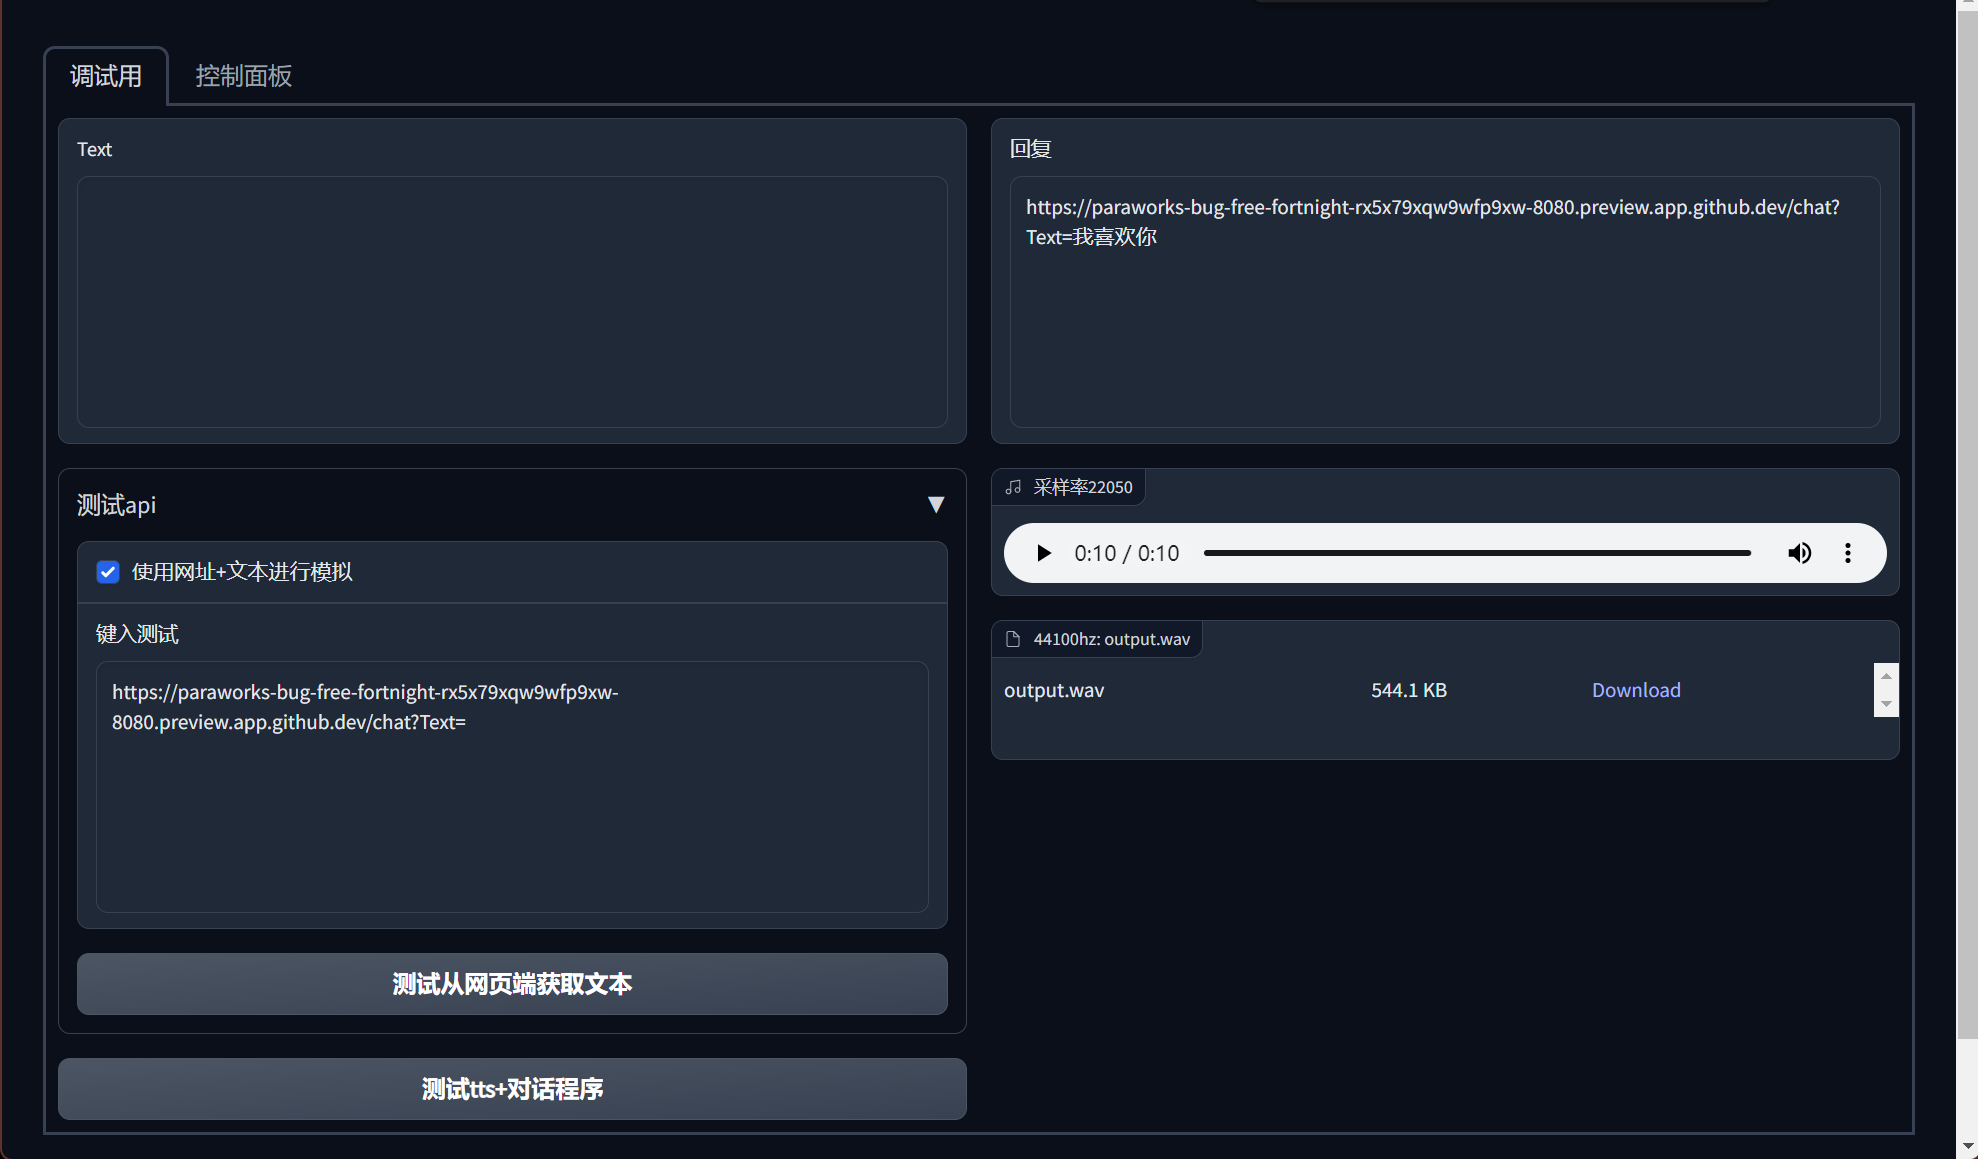 调试用
控制面板
Text
回复
https://paraworks-bug-free-fortnight-rx5x79xqw9wfp9xw-8080.preview.app.github.dev/chat?
Text=我喜欢你
测试api
▼
使用网址+文本进行模拟
键入测试
https://paraworks-bug-free-fortnight-rx5x79xqw9wfp9xw-
8080.preview.app.github.dev/chat?Text=
测试从网页端获取文本
测试tts+对话程序
采样率22050
0:10 / 0:10
44100hz: output.wav
output.wav 544.1 KB Download